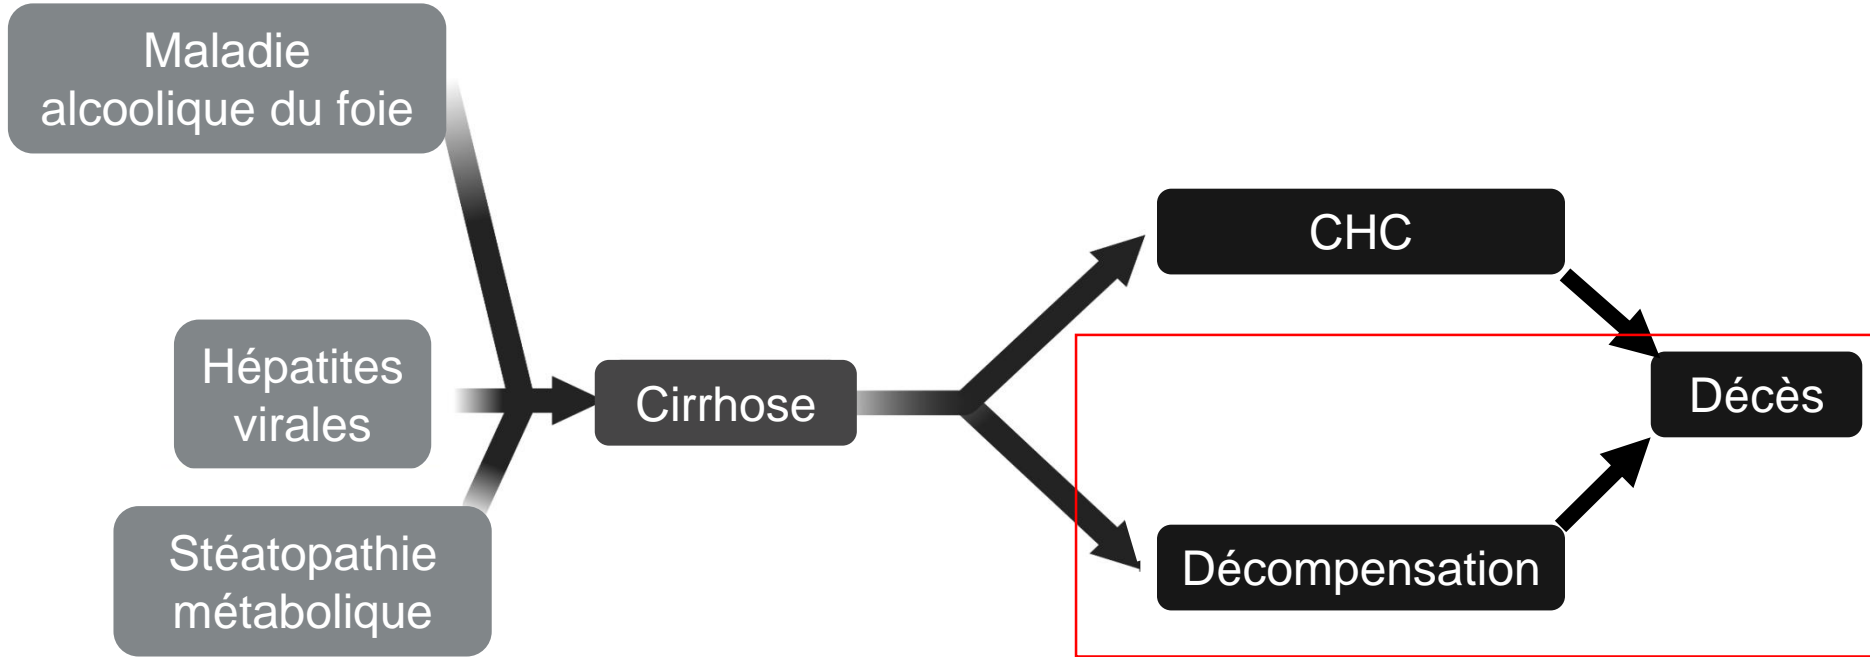 Maladie
alcoolique du foie
Hépatites
virales
Stéatopathie
métabolique
Cirrhose
CHC
Décompensation
Décès